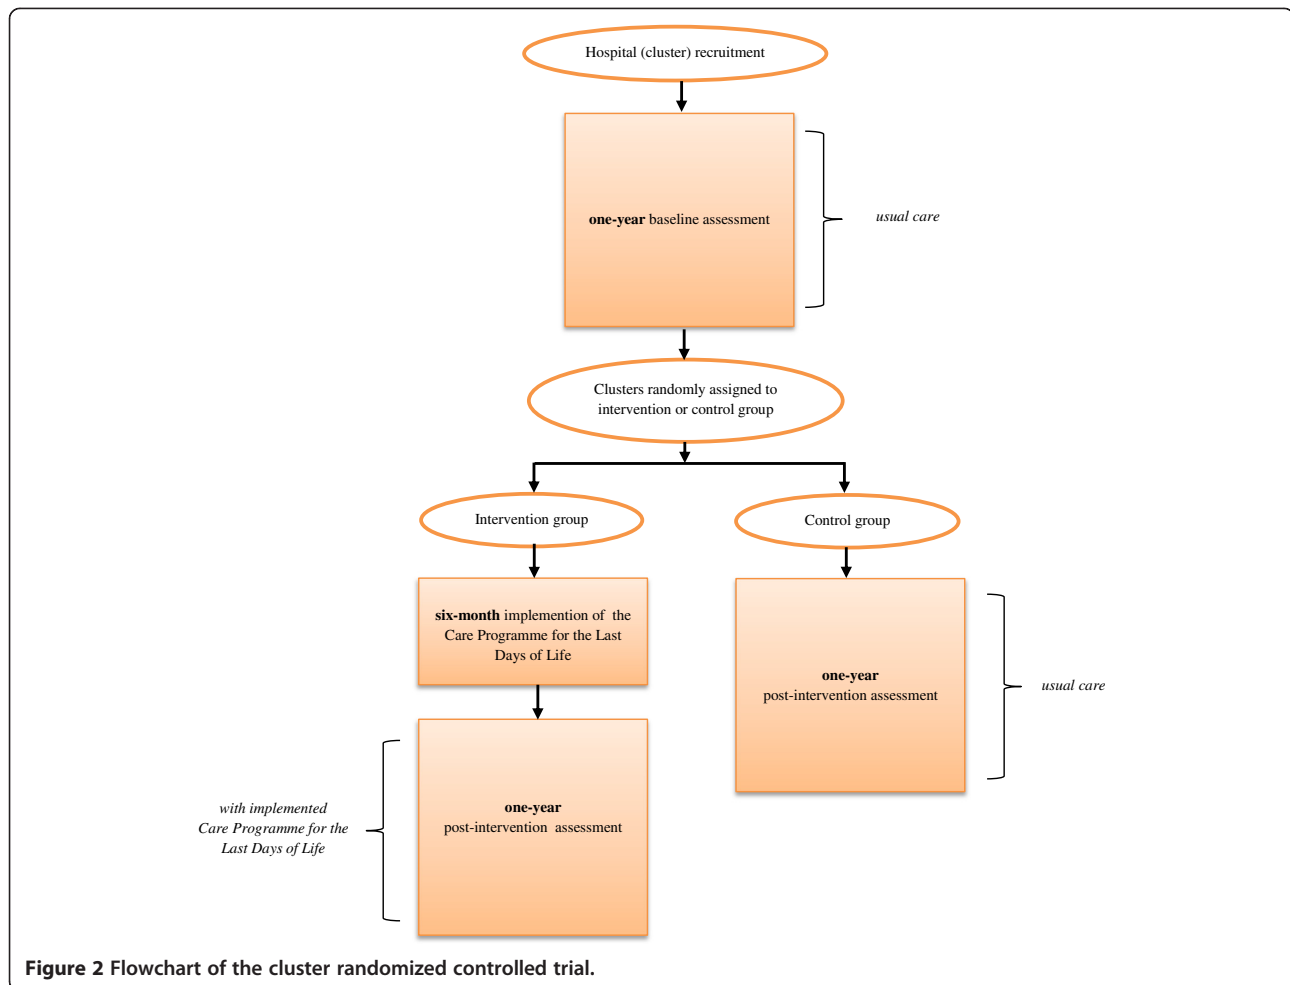 Hospital (cluster) recruitment
one-year baseline assessment
usual care
Clusters randomly assigned to
intervention or control group
Intervention group
Control group
six-month implemention of the
Care Programme for the Last
Days of Life
one-year
post-intervention assessment
usual care
with implemented
Care Programme for the
Last Days of Life
one-year
post-intervention assessment
Figure 2 Flowchart of the cluster randomized controlled trial.